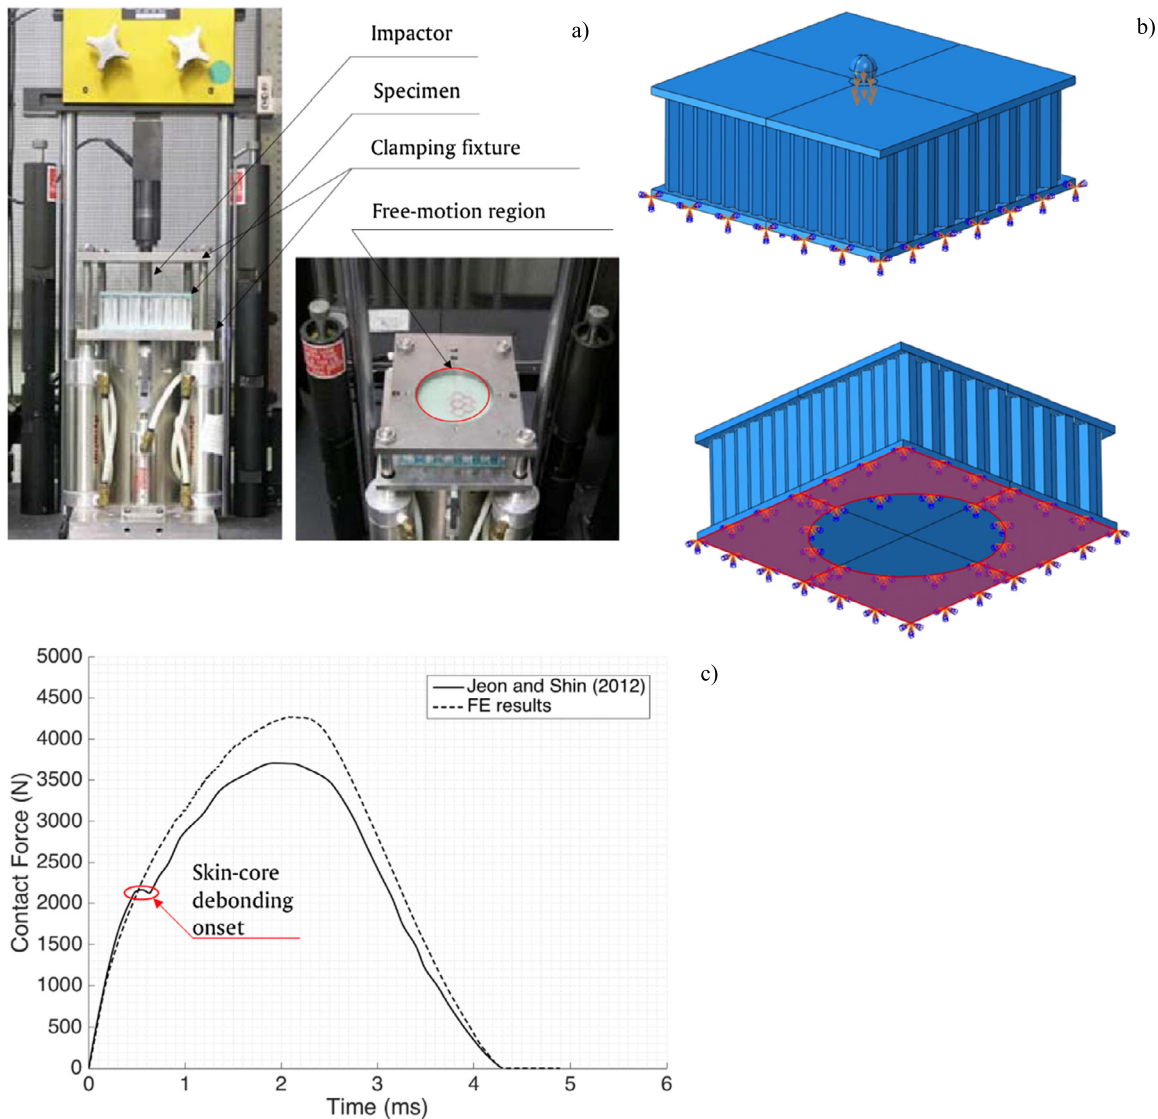 Impactor
a)
b)
Specimen
Clamping fixture
Free-motion region
c)
5000
4500
4000
3500
3000
2500
2000
1500
1000
500
0
Contact Force (N)
Jeon and Shin (2012)
FE results
Skin-core
debonding
onset
0 1 2 3 4 5 6
Time (ms)